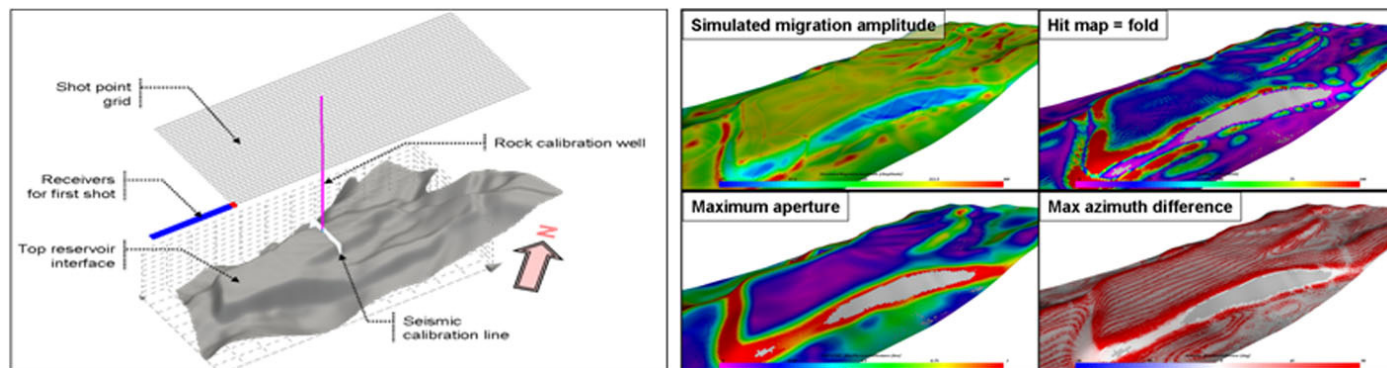 Shot point
grid
Rock calibration well
Receivers
for first shot
Top reservoir
interface
N
Seismic
calibration line
Simulated migration amplitude
Hit map = fold
Maximum aperture
Max azimuth difference